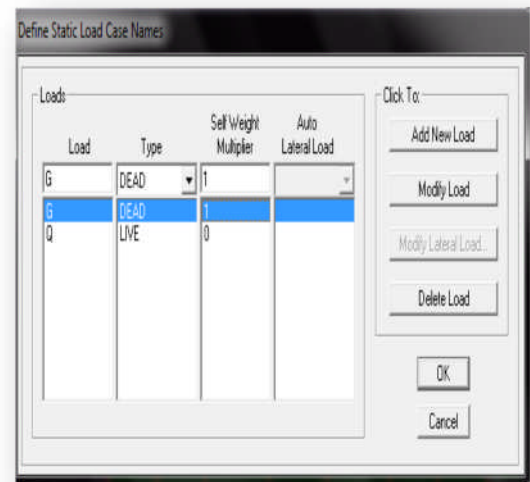 Define Static Load Case Names
Loads
Load Type Self Weight Multiplier Auto Lateral Load
G DEAD 1
G DEAD 1
Q LIVE 0
Click To:
Add New Load
Modify Load
Modify Lateral Load...
Delete Load
OK
Cancel